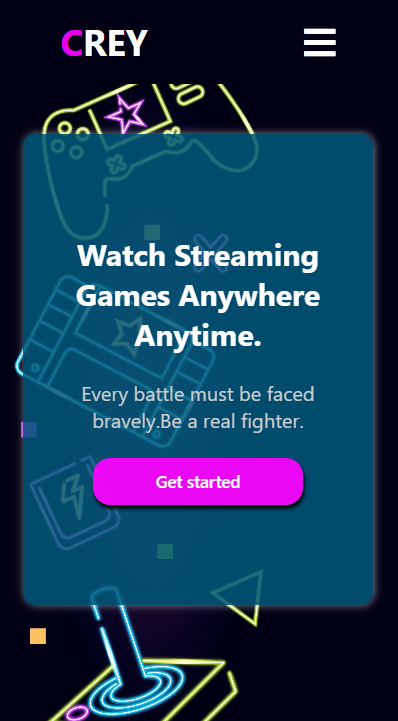 CREY
Watch Streaming
Games Anywhere
Anytime.
Every battle must be faced
bravely.Be a real fighter.
Get started